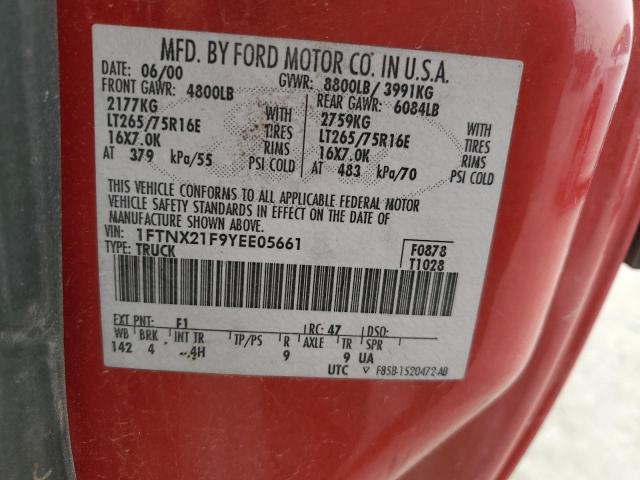 MFD. BY FORD MOTOR CO. IN U.S.A.
DATE: 06/00 GVWR: 8800LB/ 3991KG
FRONT GAWR: 4800LB REAR GAWR: 6084LB
2177KG WITH 2759KG WITH
LT265/75R16E TIRES LT265/75R16E TIRES
16X7.0K RIMS 16X7.0K RIMS
AT 379 kPa/55 PSI COLD AT 483 kPa/70 PSI COLD
THIS VEHICLE CONFORMS TO ALL APPLICABLE FEDERAL MOTOR
VEHICLE SAFETY STANDARDS IN EFFECT ON THE DATE OF
MANUFACTURE SHOWN ABOVE.
VIN: 1FTNX21F9YEE05661 F0878
TYPE: TRUCK T1028
EXT PNT: F1 RC: 47 DSO:
WB BRK INT TR TP/PS R AXLE TR SPR
142 4 4H 9 9 UA
UTC F85B-1520472-AB